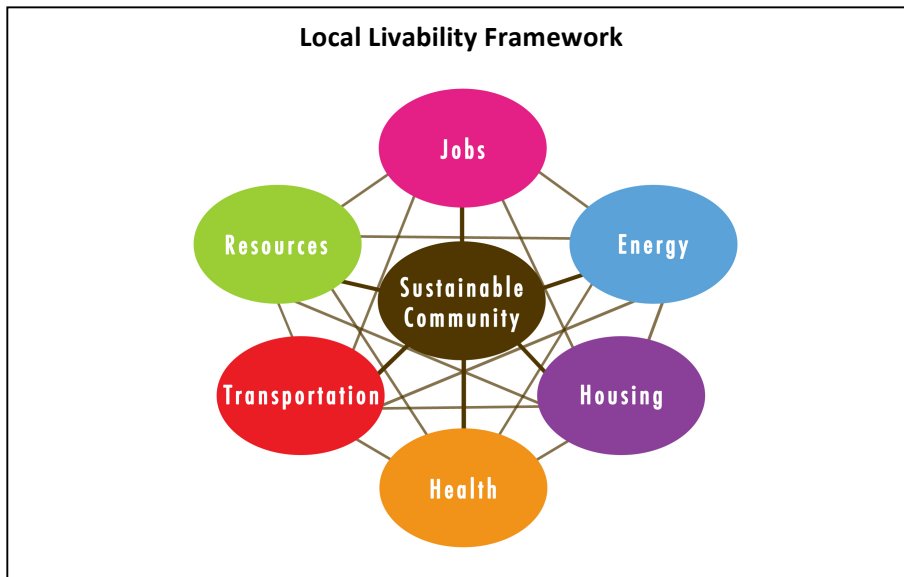 Local Livability Framework
Jobs
Resources
Energy
Sustainable
Community
Transportation
Housing
Health